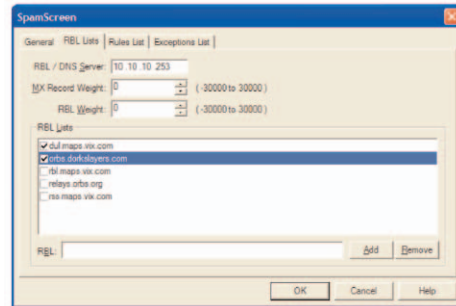 SpamScreen
General RBL Lists Rules List Exceptions List
RBL / DNS Server: 10 .10 .10 .253
MX Record Weight: 0 (-30000 to 30000)
RBL Weight: 0 (-30000 to 30000)
RBL Lists
dul.maps.vix.com
orbs.dorkslayers.com
rbl.maps.vix.com
relays.orbs.org
rss.maps.vix.com
RBL: Add Remove
OK Cancel Help